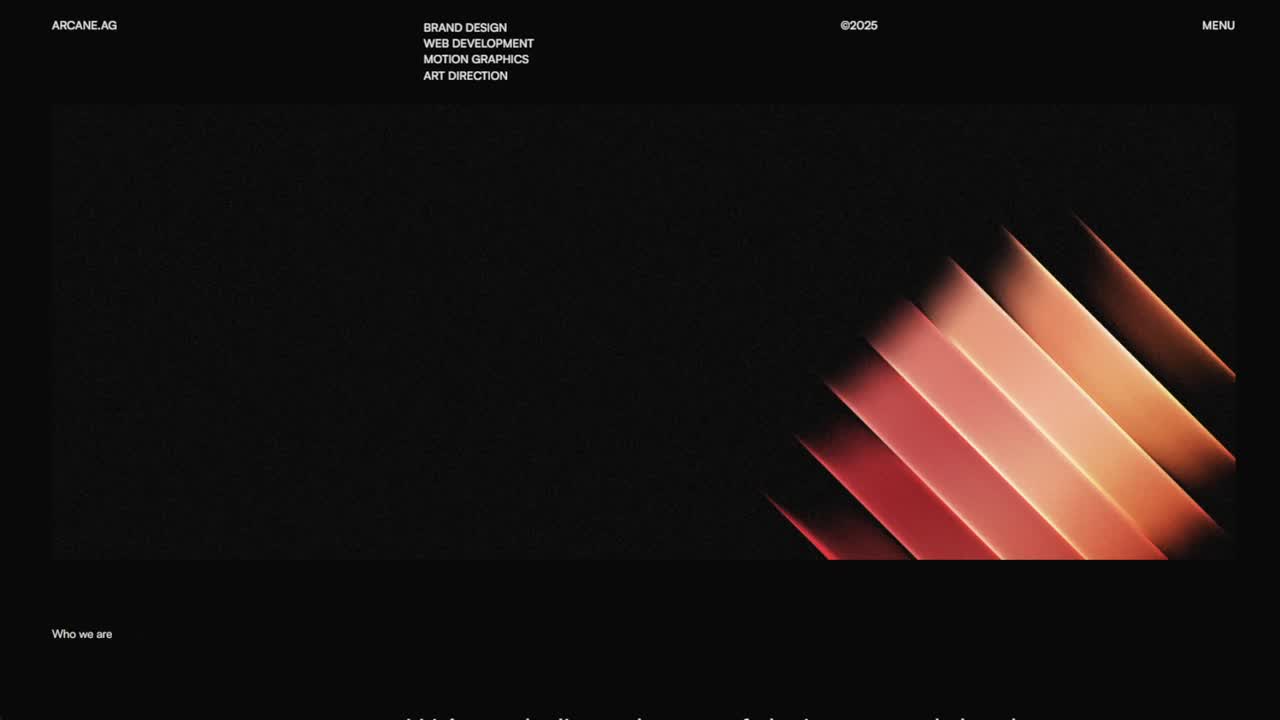 ARCANE.AG
BRAND DESIGN
WEB DEVELOPMENT
MOTION GRAPHICS
ART DIRECTION
©2025
MENU
Who we are